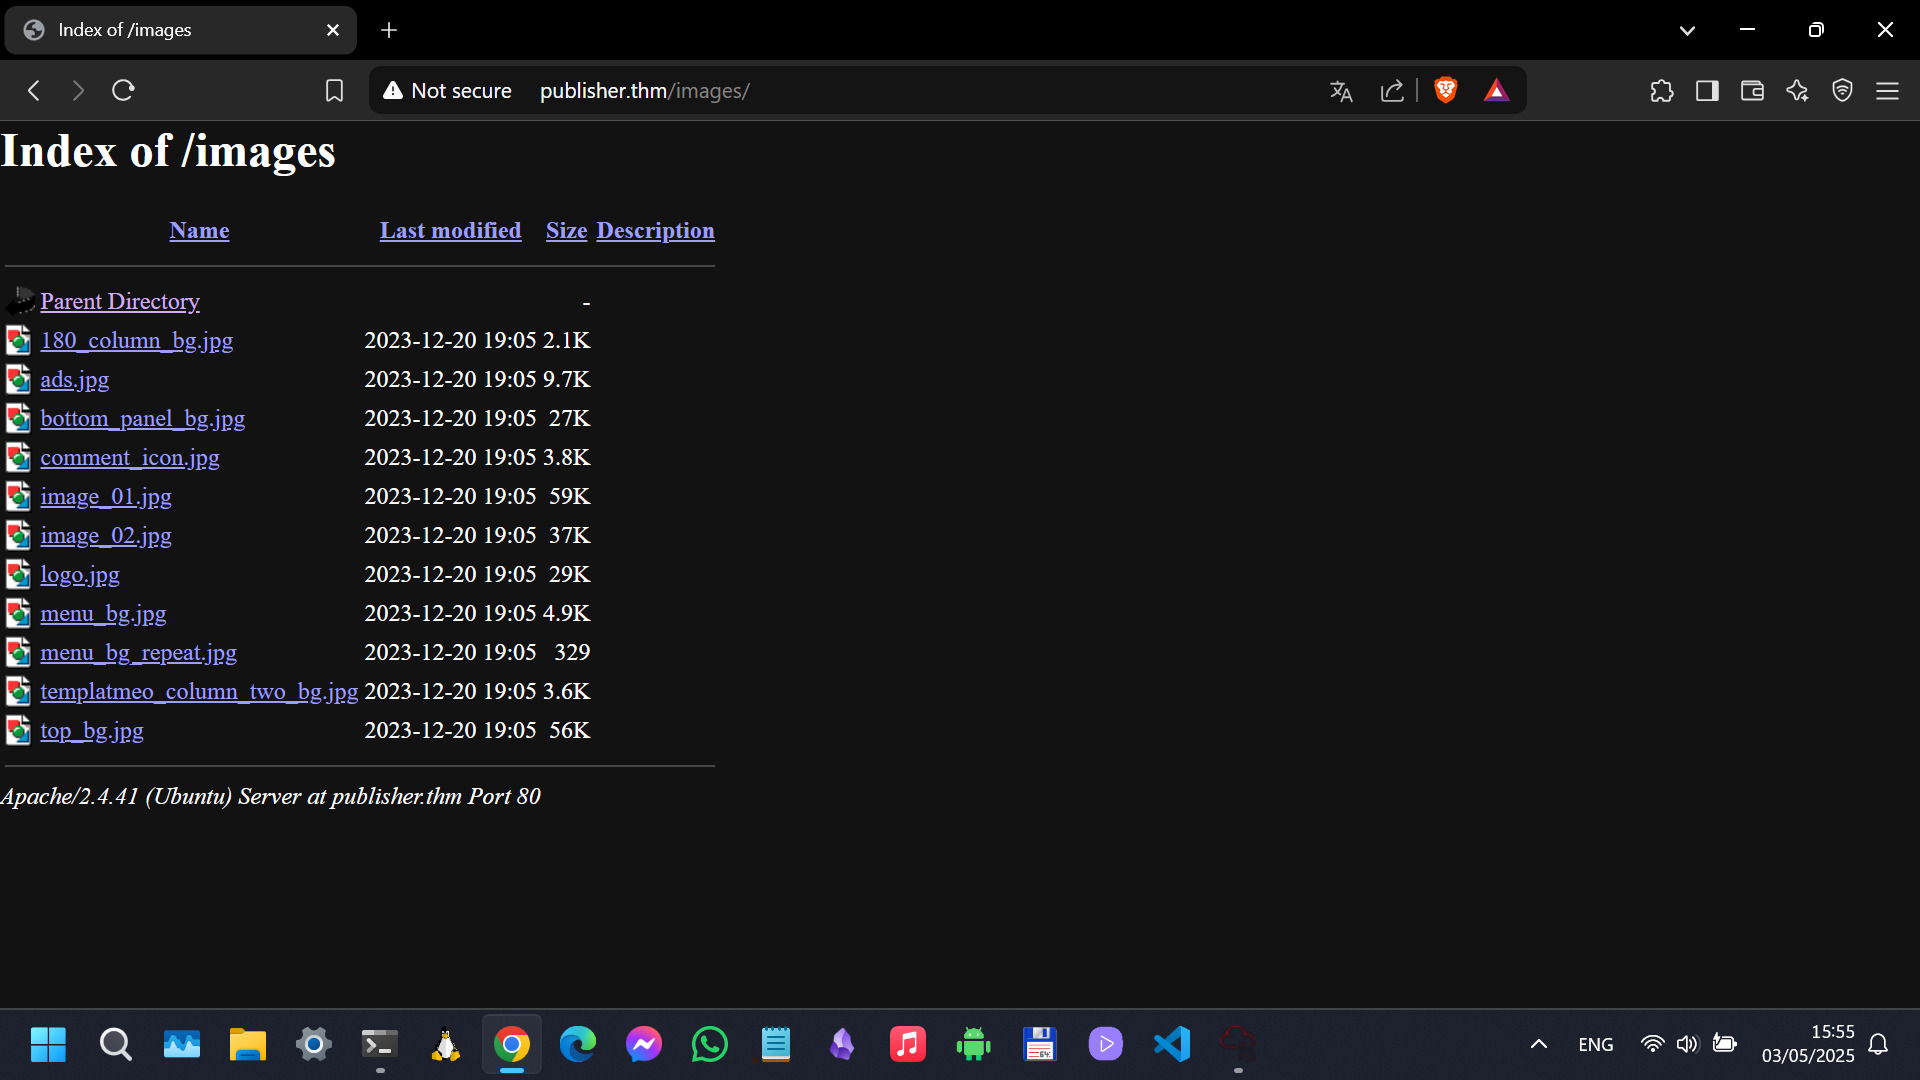 Index of /images
Not secure publisher.thm/images/
Index of /images
Name Last modified Size Description
Parent Directory -
180_column_bg.jpg 2023-12-20 19:05 2.1K
ads.jpg 2023-12-20 19:05 9.7K
bottom_panel_bg.jpg 2023-12-20 19:05 27K
comment_icon.jpg 2023-12-20 19:05 3.8K
image_01.jpg 2023-12-20 19:05 59K
image_02.jpg 2023-12-20 19:05 37K
logo.jpg 2023-12-20 19:05 29K
menu_bg.jpg 2023-12-20 19:05 4.9K
menu_bg_repeat.jpg 2023-12-20 19:05 329
templatmeo_column_two_bg.jpg 2023-12-20 19:05 3.6K
top_bg.jpg 2023-12-20 19:05 56K
Apache/2.4.41 (Ubuntu) Server at publisher.thm Port 80
64
ENG
15:55
03/05/2025